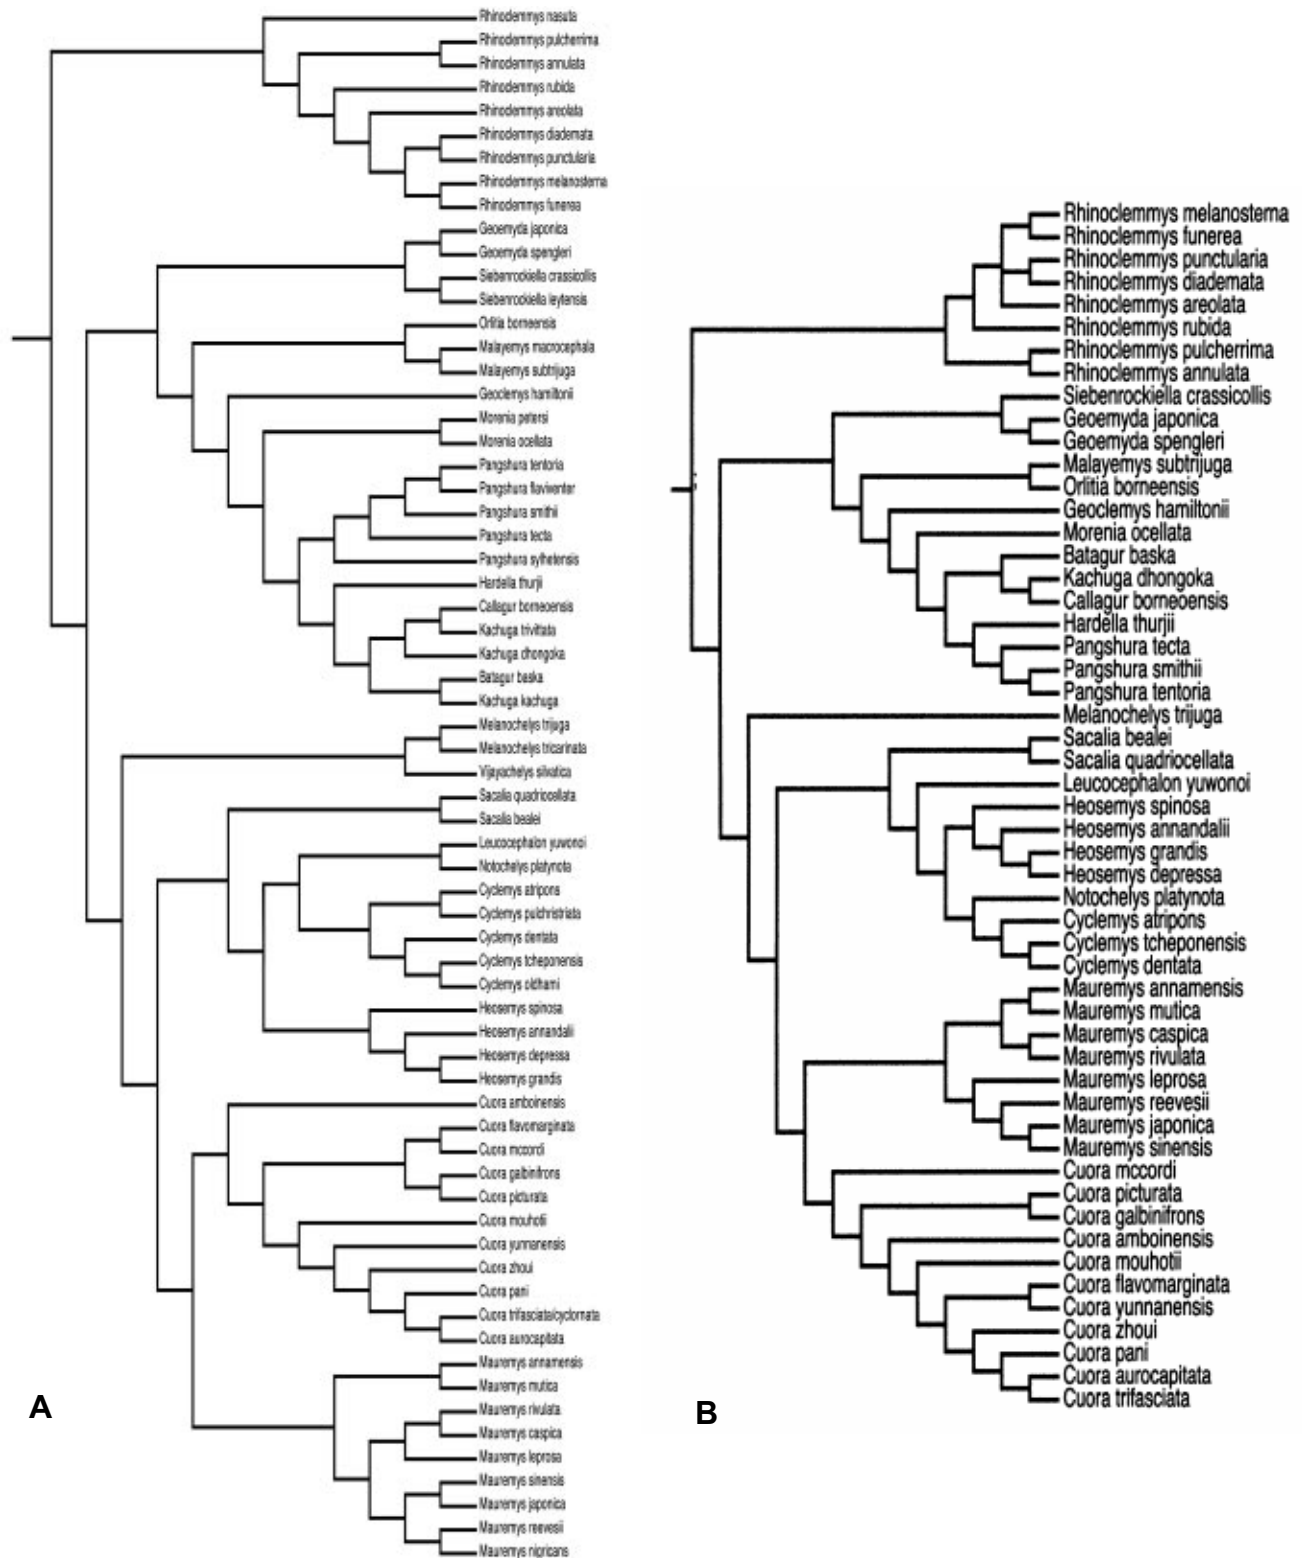 Rhinoclemmys nasuta
Rhinoclemmys pulcherrima
Rhinoclemmys annulata
Rhinoclemmys rubida
Rhinoclemmys areolata
Rhinoclemmys diademata
Rhinoclemmys punctularia
Rhinoclemmys melanosterna
Rhinoclemmys funerea
Geoemyda japonica
Geoemyda spengleri
Siebenrockiella crassicollis
Siebenrockiella leytensis
Orlitia borneensis
Malayemys macrocephala
Malayemys subtrijuga
Geoclemys hamiltonii
Morenia petersi
Morenia ocellata
Pangshura tentoria
Pangshura flaviventer
Pangshura smithii
Pangshura tecta
Pangshura sylhetensis
Hardella thurjii
Callagur borneoensis
Kachuga trivittata
Kachuga dhongoka
Batagur baska
Kachuga kachuga
Melanochelys trijuga
Melanochelys tricarinata
Vijayachelys silvatica
Sacalia quadriocellata
Sacalia bealei
Leucocephalon yuwonoi
Notochelys platynota
Cyclemys atripons
Cyclemys pulchristriata
Cyclemys dentata
Cyclemys tcheponensis
Cyclemys oldhami
Heosemys spinosa
Heosemys annandalii
Heosemys depressa
Heosemys grandis
Cuora amboinensis
Cuora flavomarginata
Cuora mccordi
Cuora galbinifrons
Cuora picturata
Cuora mouhotii
Cuora yunnanensis
Cuora zhoui
Cuora pani
Cuora trifasciata/cyclornata
Cuora aurocapitata
Mauremys annamensis
Mauremys mutica
Mauremys rivulata
Mauremys caspica
Mauremys leprosa
Mauremys sinensis
Mauremys japonica
Mauremys reevesii
Mauremys nigricans
A
Rhinoclemmys melanosterna
Rhinoclemmys funerea
Rhinoclemmys punctularia
Rhinoclemmys diademata
Rhinoclemmys areolata
Rhinoclemmys rubida
Rhinoclemmys pulcherrima
Rhinoclemmys annulata
Siebenrockiella crassicollis
Geoemyda japonica
Geoemyda spengleri
Malayemys subtrijuga
Orlitia borneensis
Geoclemys hamiltonii
Morenia ocellata
Batagur baska
Kachuga dhongoka
Callagur borneoensis
Hardella thurjii
Pangshura tecta
Pangshura smithii
Pangshura tentoria
Melanochelys trijuga
Sacalia bealei
Sacalia quadriocellata
Leucocephalon yuwonoi
Heosemys spinosa
Heosemys annandalii
Heosemys grandis
Heosemys depressa
Notochelys platynota
Cyclemys atripons
Cyclemys tcheponensis
Cyclemys dentata
Mauremys annamensis
Mauremys mutica
Mauremys caspica
Mauremys rivulata
Mauremys leprosa
Mauremys reevesii
Mauremys japonica
Mauremys sinensis
Cuora mccordi
Cuora picturata
Cuora galbinifrons
Cuora amboinensis
Cuora mouhotii
Cuora flavomarginata
Cuora yunnanensis
Cuora zhoui
Cuora pani
Cuora aurocapitata
Cuora trifasciata
B